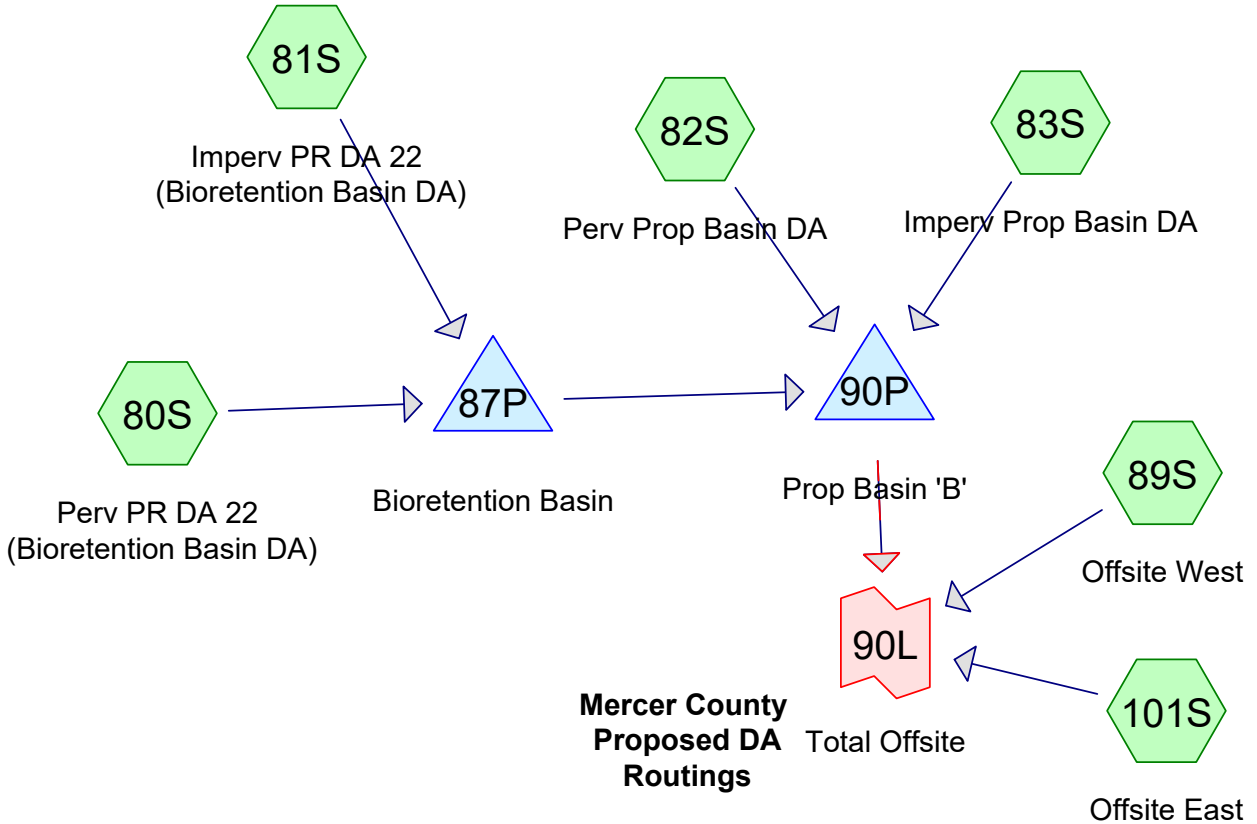 81S
Imperv PR DA 22
(Bioretention Basin DA)
82S
Perv Prop Basin DA
83S
Imperv Prop Basin DA
80S
Perv PR DA 22
(Bioretention Basin DA)
87P
Bioretention Basin
90P
Prop Basin 'B'
89S
Offsite West
90L
Total Offsite
101S
Offsite East
Mercer County
Proposed DA
Routings